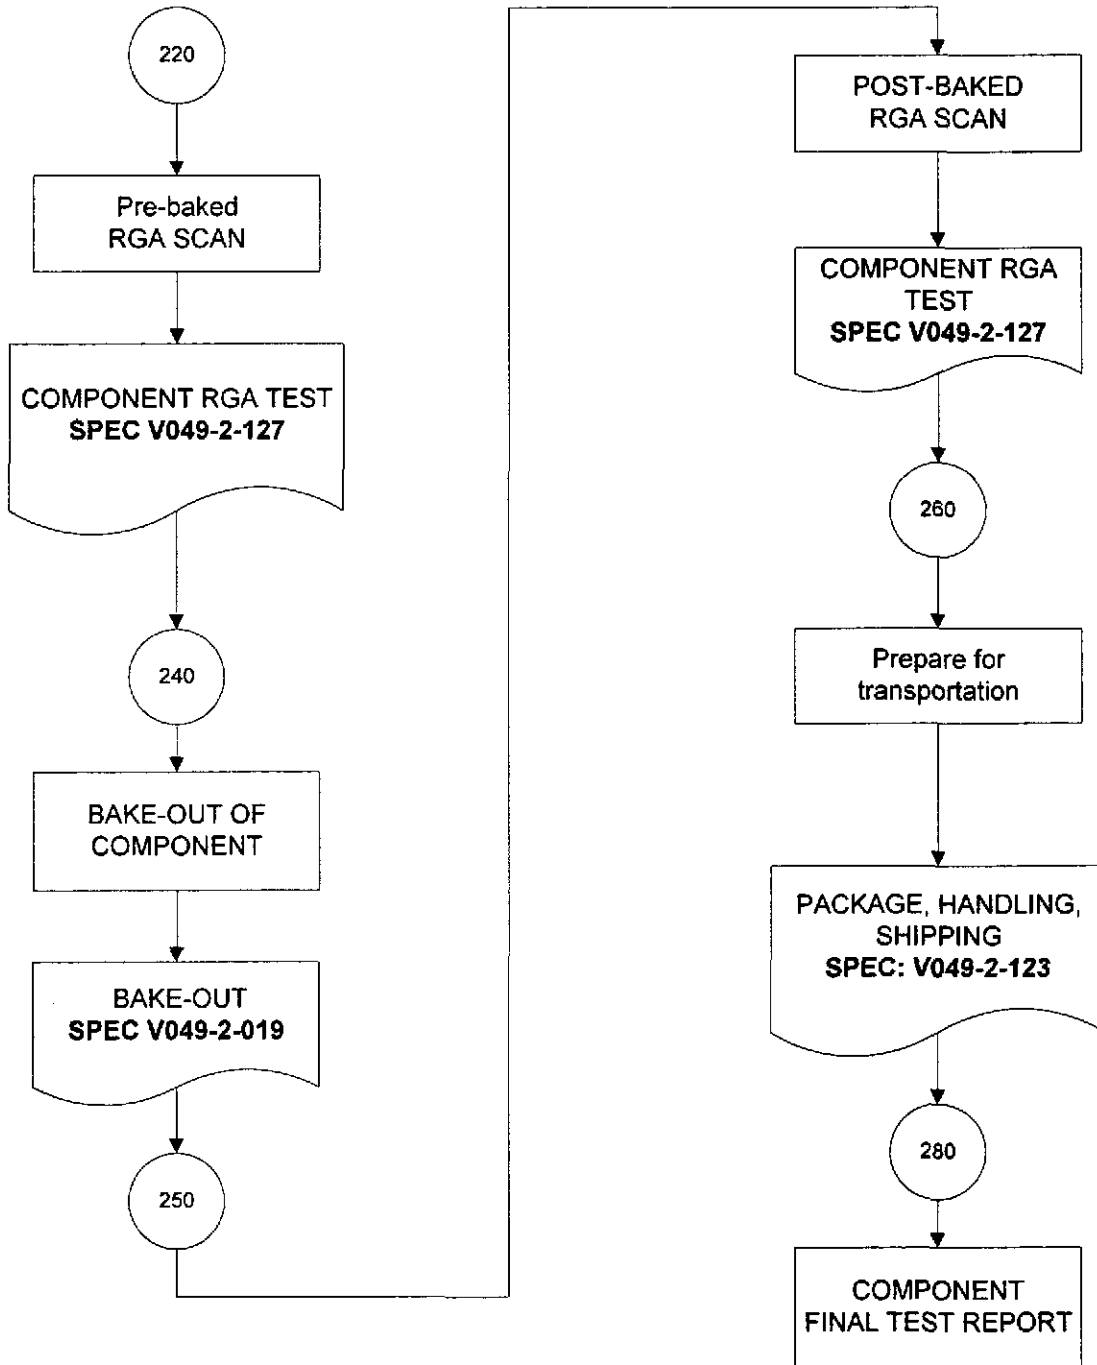 220
Pre-baked
RGA SCAN
COMPONENT RGA TEST
SPEC V049-2-127
240
BAKE-OUT OF
COMPONENT
BAKE-OUT
SPEC V049-2-019
250
POST-BAKED
RGA SCAN
COMPONENT RGA
TEST
SPEC V049-2-127
260
Prepare for
transportation
PACKAGE, HANDLING,
SHIPPING
SPEC: V049-2-123
280
COMPONENT
FINAL TEST REPORT